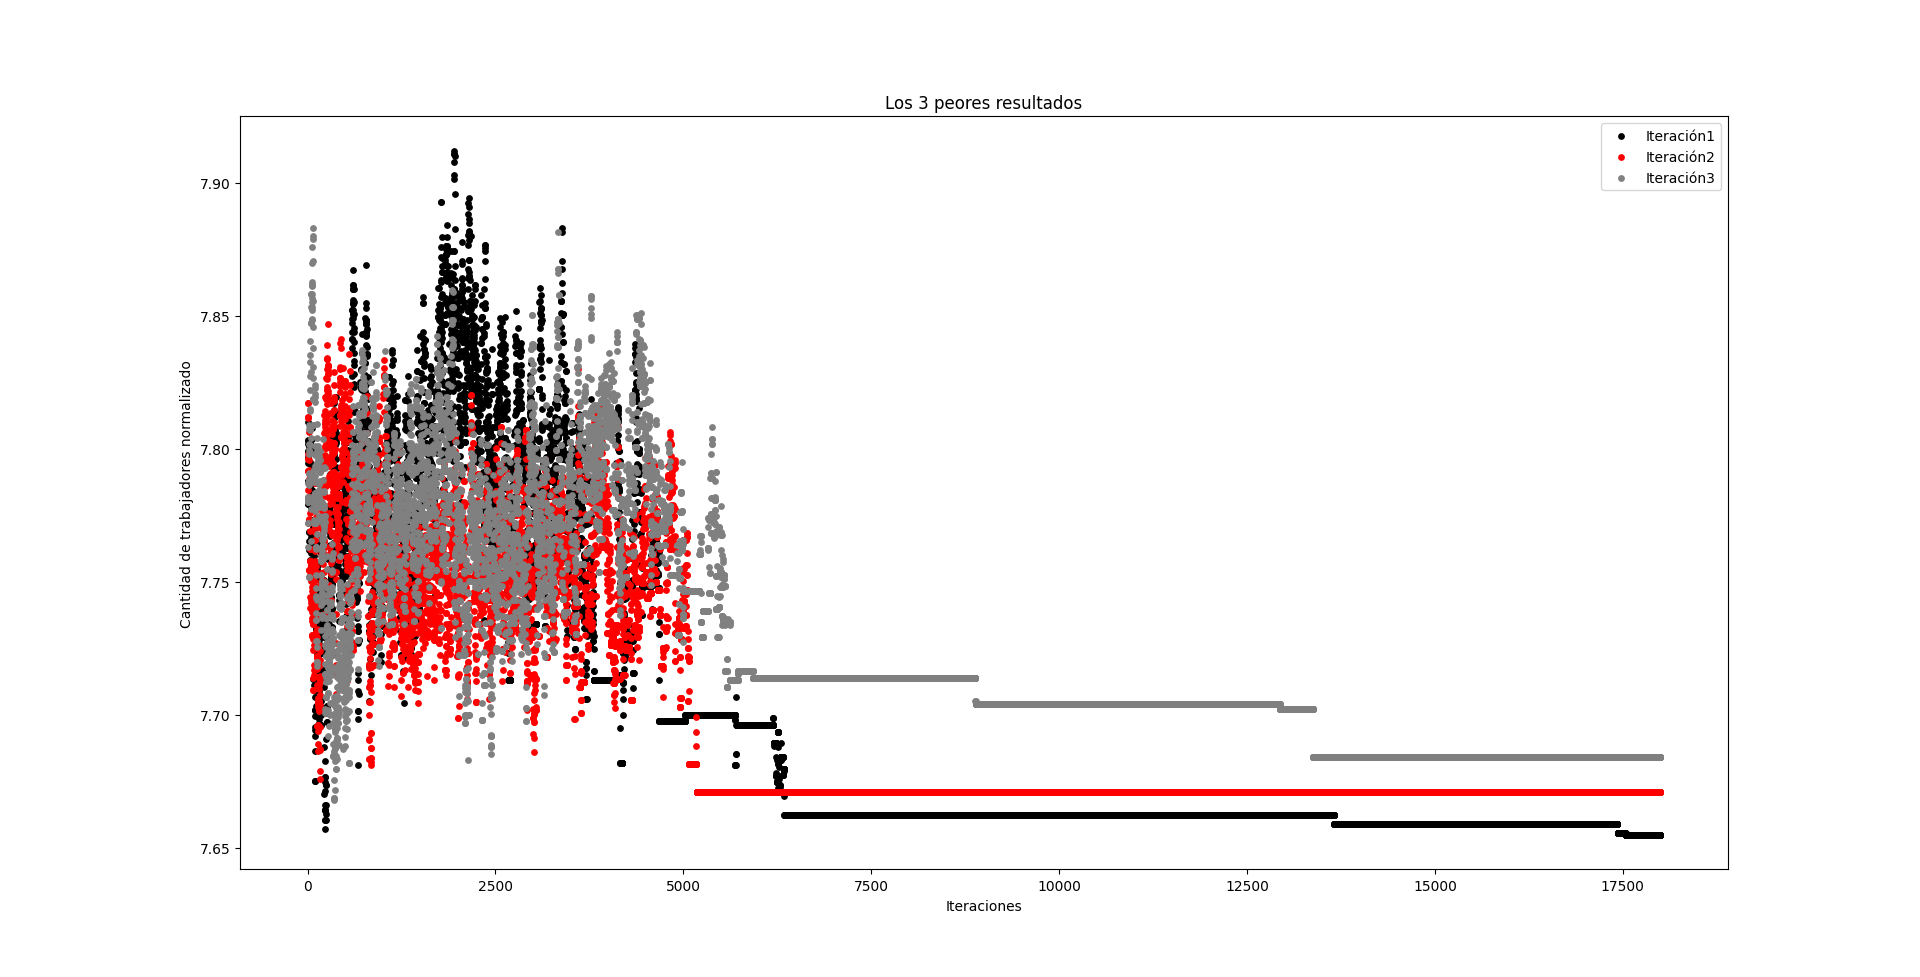 Los 3 peores resultados
Iteración1
Iteración2
Iteración3
Cantidad de trabajadores normalizado
7.90
7.85
7.80
7.75
7.70
7.65
0
2500
5000
7500
10000
12500
15000
17500
Iteraciones